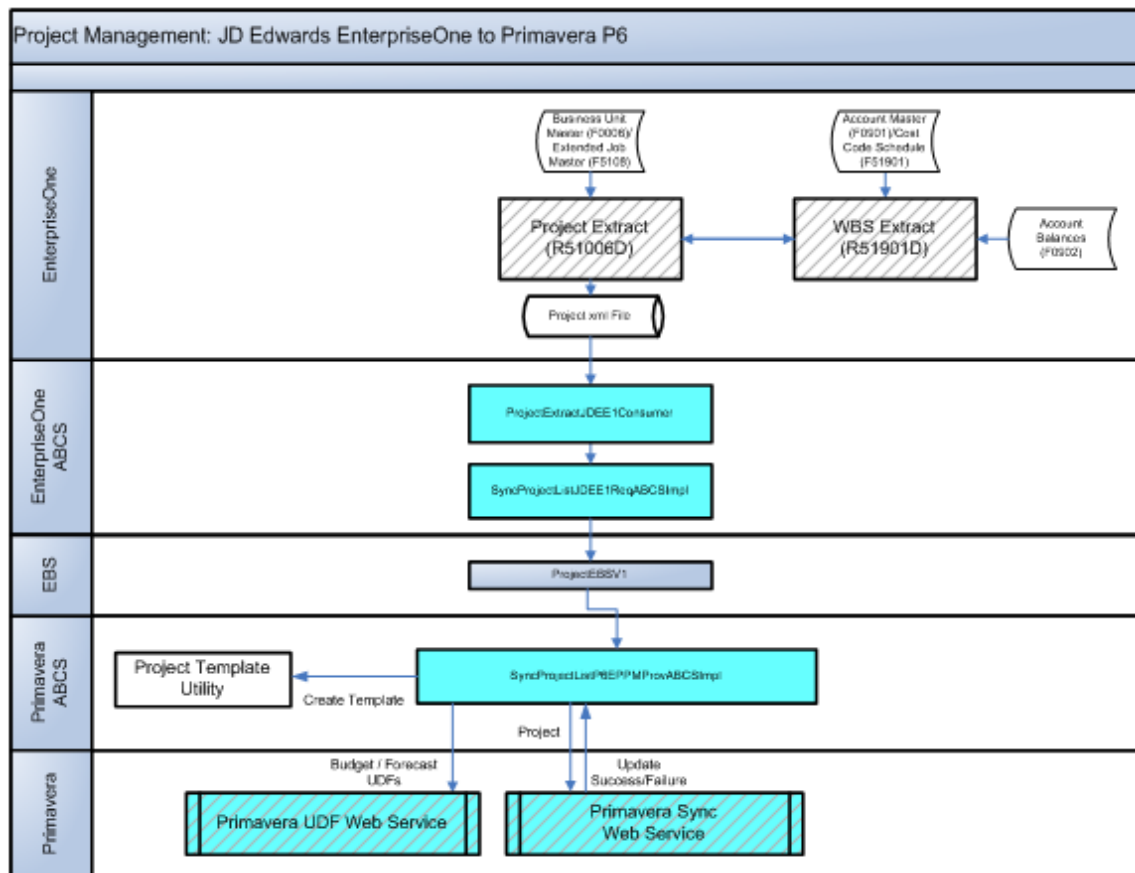 Project Management: JD Edwards EnterpriseOne to Primavera P6
EnterpriseOne
Business Unit
Master (F0006)/
Extended Job
Master (F5108)
Account Master
(F0901)/Cost
Code Schedule
(F51901)
Project Extract
(R51006D)
WBS Extract
(R51901D)
Account
Balances
(F0902)
Project xml File
EnterpriseOne
ABCS
ProjectExtractJDEE1Consumer
SyncProjectListJDEE1ReqABCSImpl
EBS
ProjectEBSV1
Primavera
ABCS
Project Template
Utility
SyncProjectListP6EPPMProvABCSImpl
Create Template
Project
Primavera
Budget / Forecast
UDFs
Update
Success/Failure
Primavera UDF Web Service
Primavera Sync
Web Service